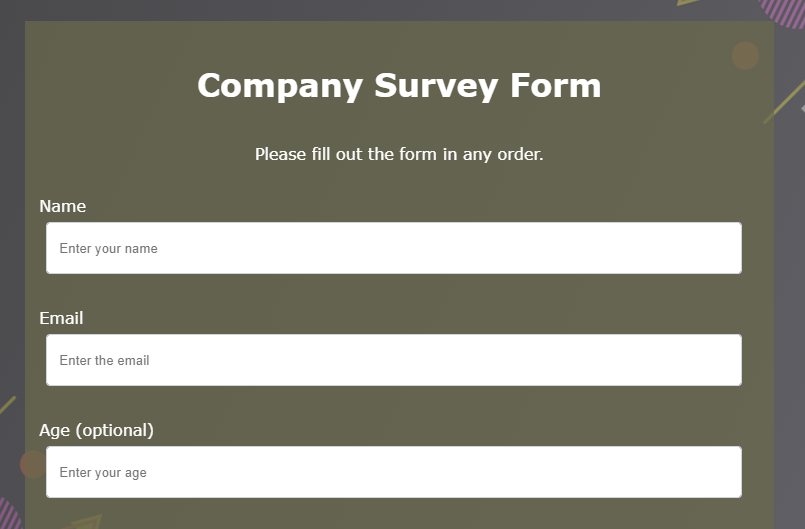 Company Survey Form
Please fill out the form in any order.
Name
Enter your name
Email
Enter the email
Age (optional)
Enter your age